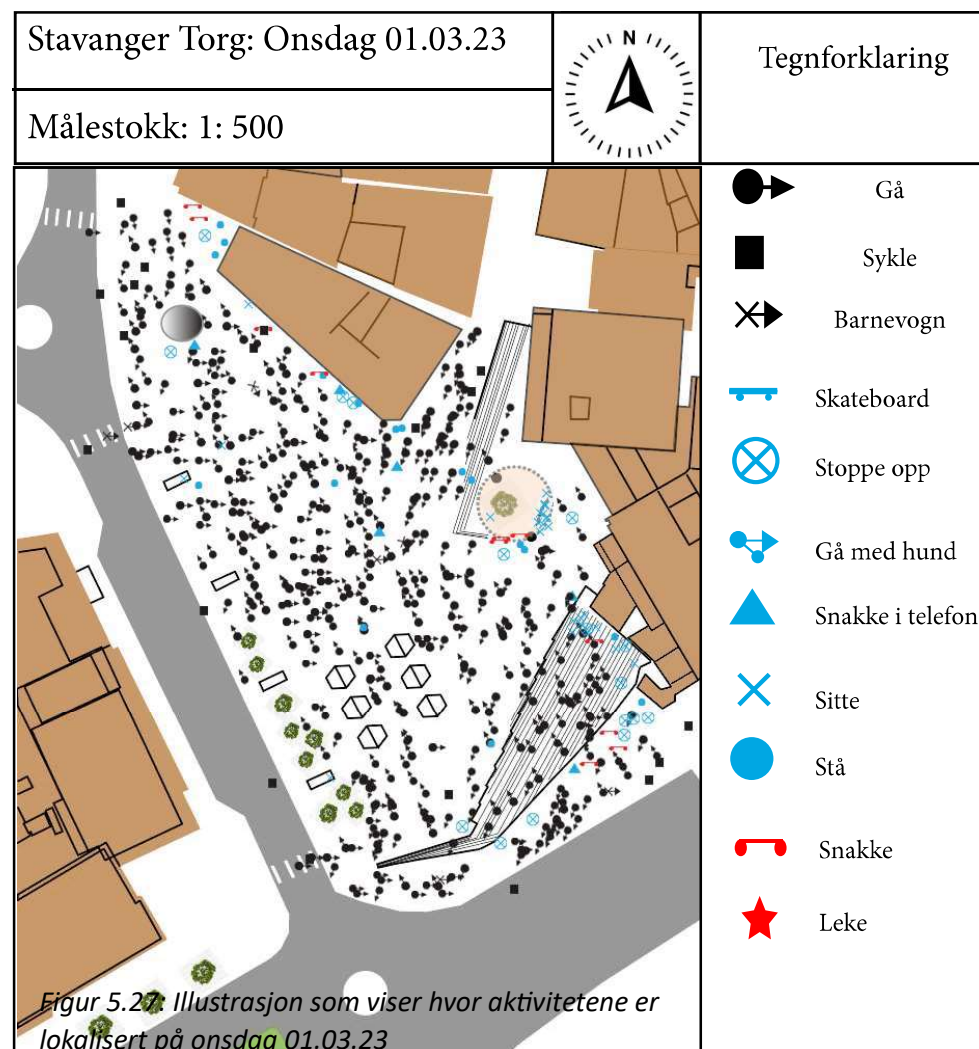 Stavanger Torg: Onsdag 01.03.23
Målestokk: 1: 500
N
Tegnforklaring
Gå
Sykle
Barnevogn
Skateboard
Stoppe opp
Gå med hund
Snakke i telefon
Sitte
Stå
Snakke
Leke
Figur 5.27: Illustrasjon som viser hvor aktivitetene er
lokalisert på onsdag 01.03.23